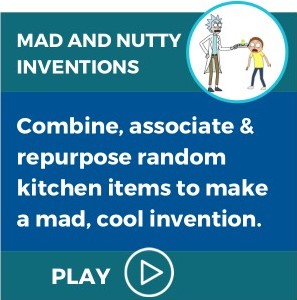 MAD AND NUTTY
INVENTIONS
Combine, associate &
repurpose random
kitchen items to make
a mad, cool invention.
PLAY